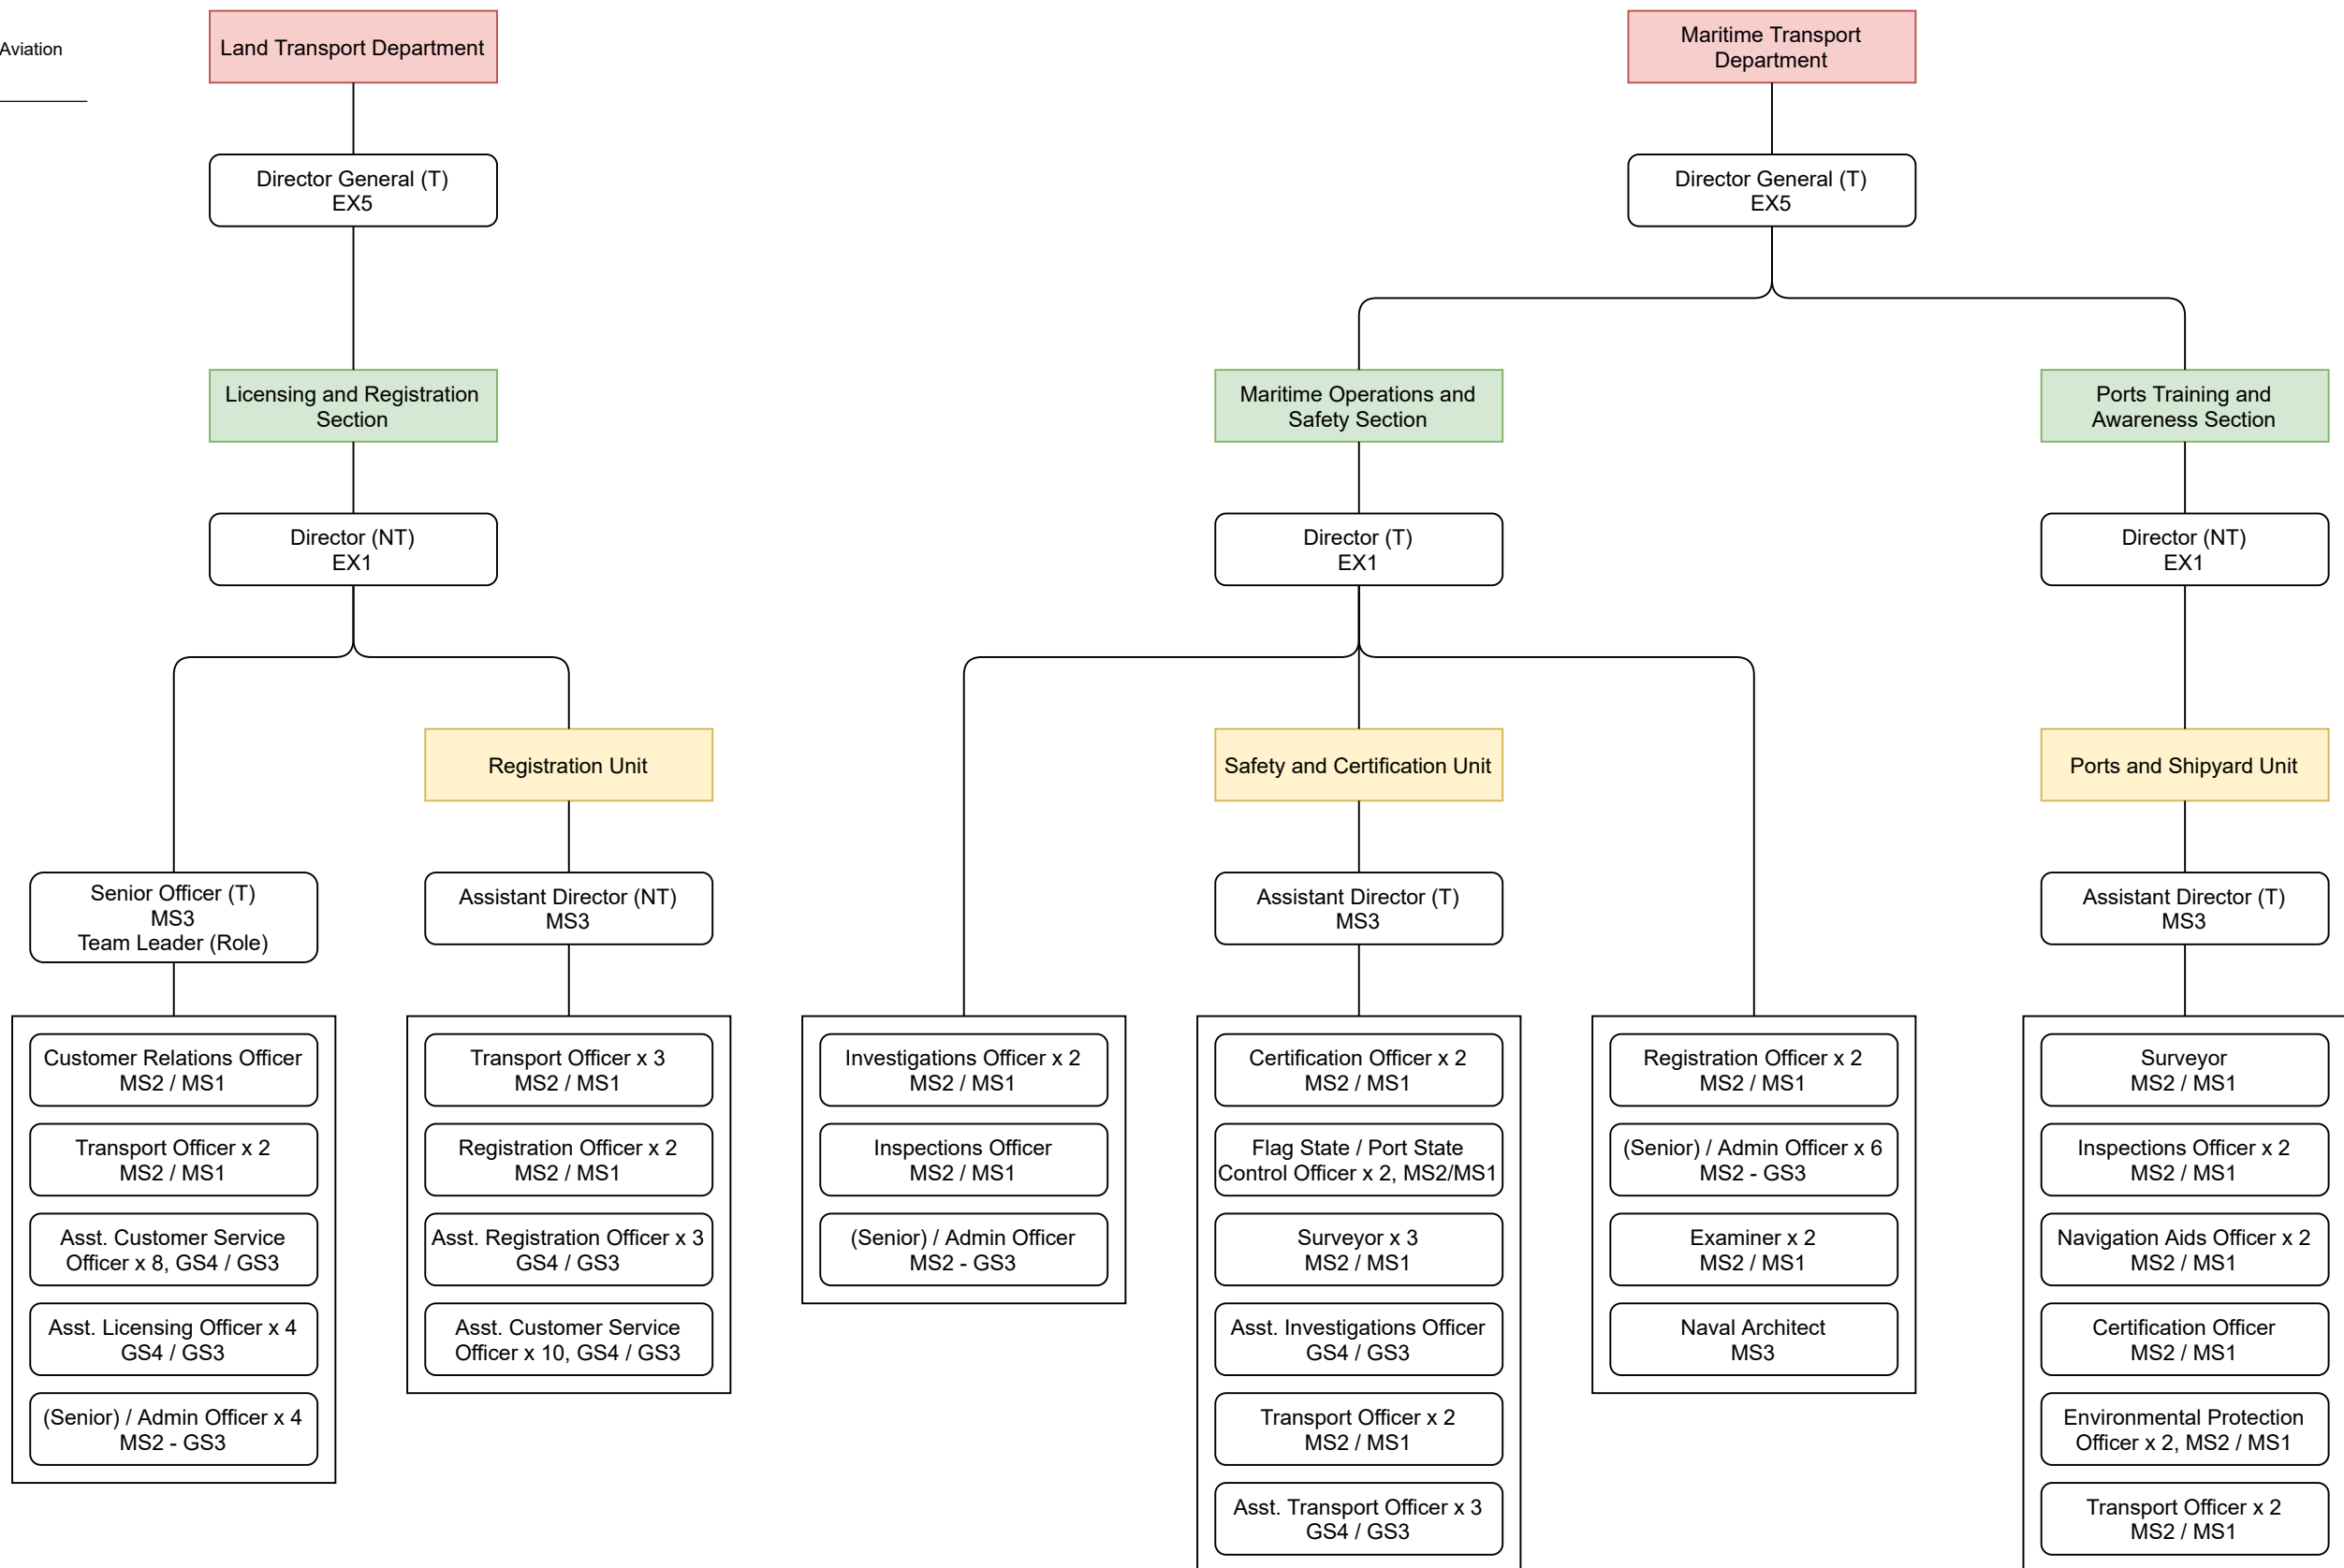 Aviation
Land Transport Department
Director General (T)
EX5
Licensing and Registration
Section
Director (NT)
EX1
Senior Officer (T)
MS3
Team Leader (Role)
Customer Relations Officer
MS2 / MS1
Transport Officer x 2
MS2 / MS1
Asst. Customer Service
Officer x 8, GS4 / GS3
Asst. Licensing Officer x 4
GS4 / GS3
(Senior) / Admin Officer x 4
MS2 - GS3
Registration Unit
Assistant Director (NT)
MS3
Transport Officer x 3
MS2 / MS1
Registration Officer x 2
MS2 / MS1
Asst. Registration Officer x 3
GS4 / GS3
Asst. Customer Service
Officer x 10, GS4 / GS3
Maritime Transport
Department
Director General (T)
EX5
Maritime Operations and
Safety Section
Director (T)
EX1
Investigations Officer x 2
MS2 / MS1
Inspections Officer
MS2 / MS1
(Senior) / Admin Officer
MS2 - GS3
Safety and Certification Unit
Assistant Director (T)
MS3
Certification Officer x 2
MS2 / MS1
Flag State / Port State
Control Officer x 2, MS2/MS1
Surveyor x 3
MS2 / MS1
Asst. Investigations Officer
GS4 / GS3
Transport Officer x 2
MS2 / MS1
Asst. Transport Officer x 3
GS4 / GS3
Registration Officer x 2
MS2 / MS1
(Senior) / Admin Officer x 6
MS2 - GS3
Examiner x 2
MS2 / MS1
Naval Architect
MS3
Ports Training and
Awareness Section
Director (NT)
EX1
Ports and Shipyard Unit
Assistant Director (T)
MS3
Surveyor
MS2 / MS1
Inspections Officer x 2
MS2 / MS1
Navigation Aids Officer x 2
MS2 / MS1
Certification Officer
MS2 / MS1
Environmental Protection
Officer x 2, MS2 / MS1
Transport Officer x 2
MS2 / MS1